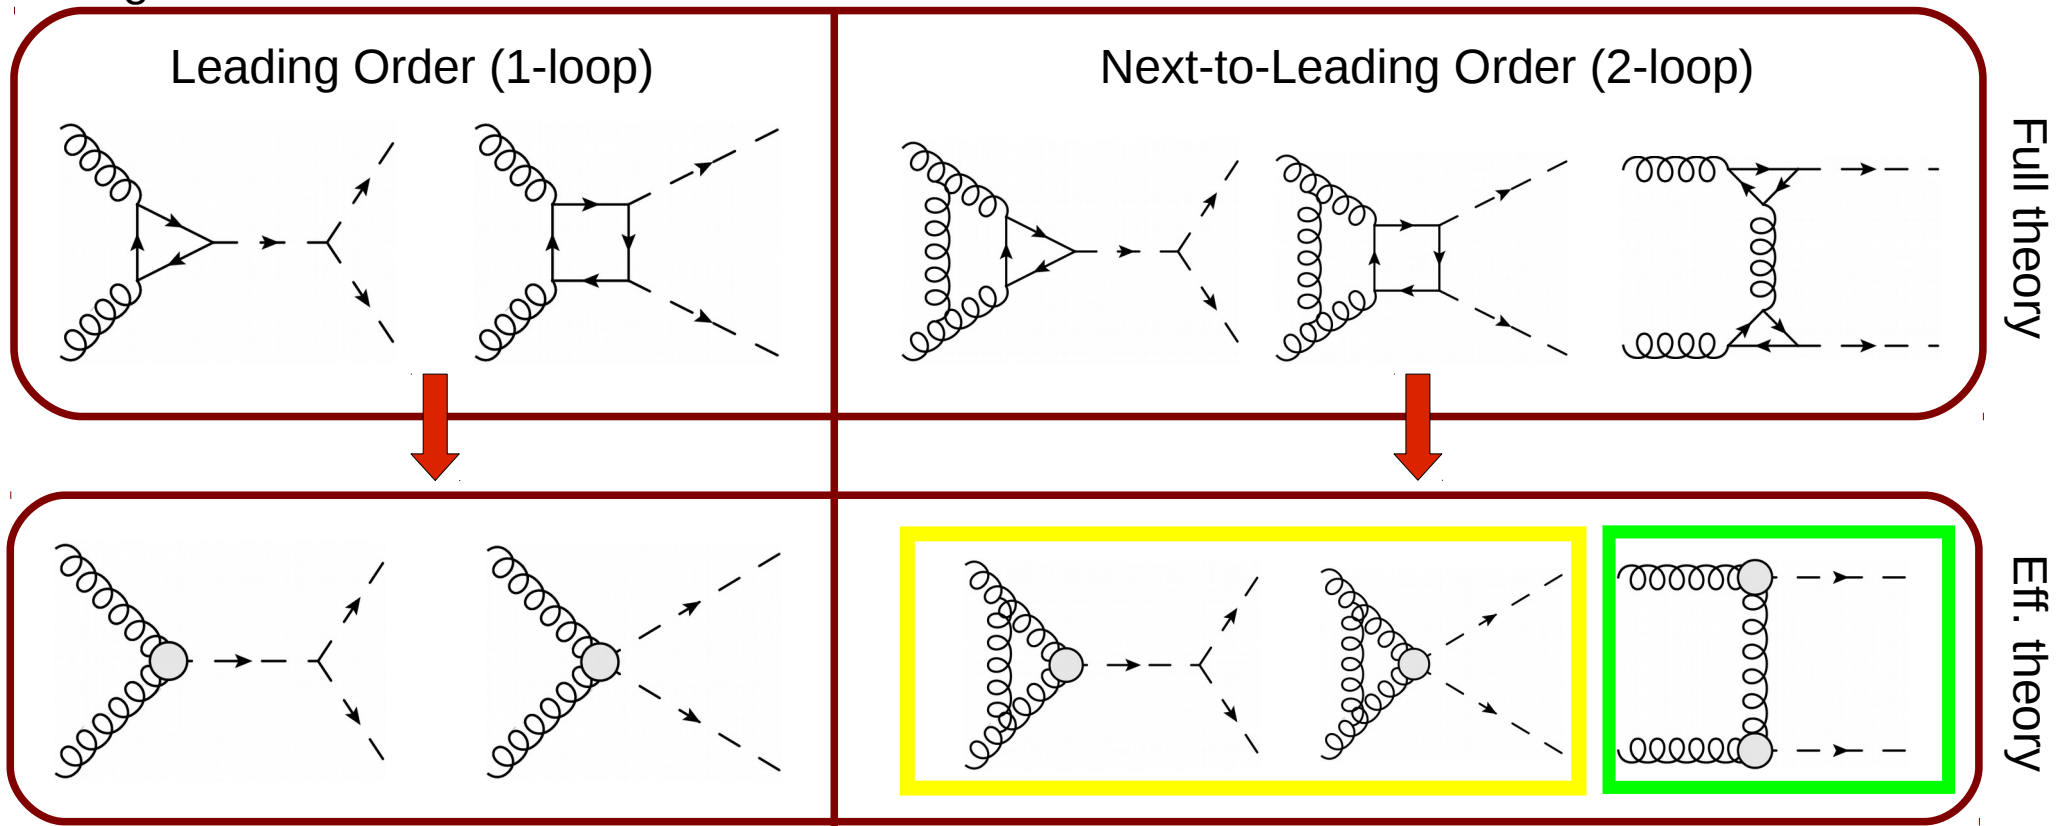 Leading Order (1-loop)
Next-to-Leading Order (2-loop)
Full theory
Eff. theory